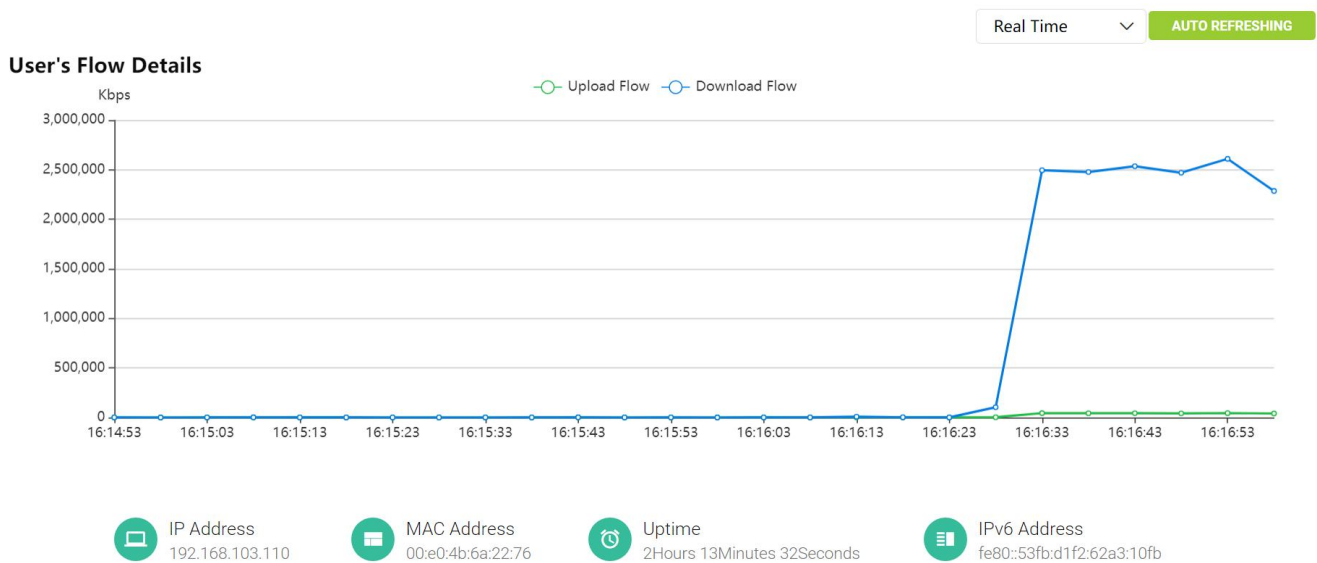 Real Time
AUTO REFRESHING
User's Flow Details
Kbps
Upload Flow Download Flow
3,000,000
2,500,000
2,000,000
1,500,000
1,000,000
500,000
0
16:14:53 16:15:03 16:15:13 16:15:23 16:15:33 16:15:43 16:15:53 16:16:03 16:16:13 16:16:23 16:16:33 16:16:43 16:16:53
IP Address
192.168.103.110
MAC Address
00:e0:4b:6a:22:76
Uptime
2Hours 13Minutes 32Seconds
IPv6 Address
fe80::53fb:d1f2:62a3:10fb